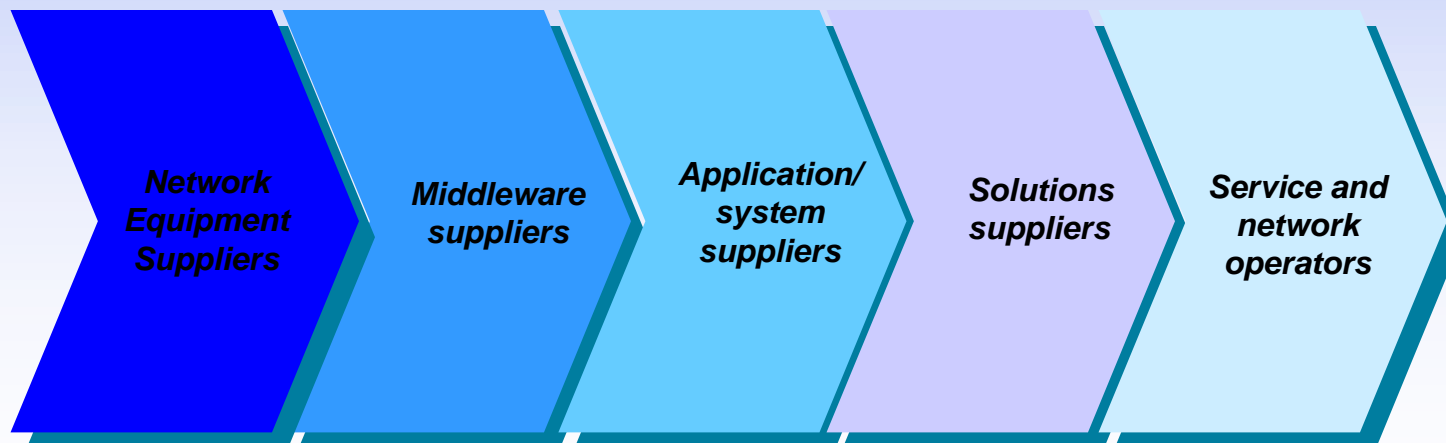 Network
Equipment
Suppliers
Middleware
suppliers
Application/
system
suppliers
Solutions
suppliers
Service and
network
operators